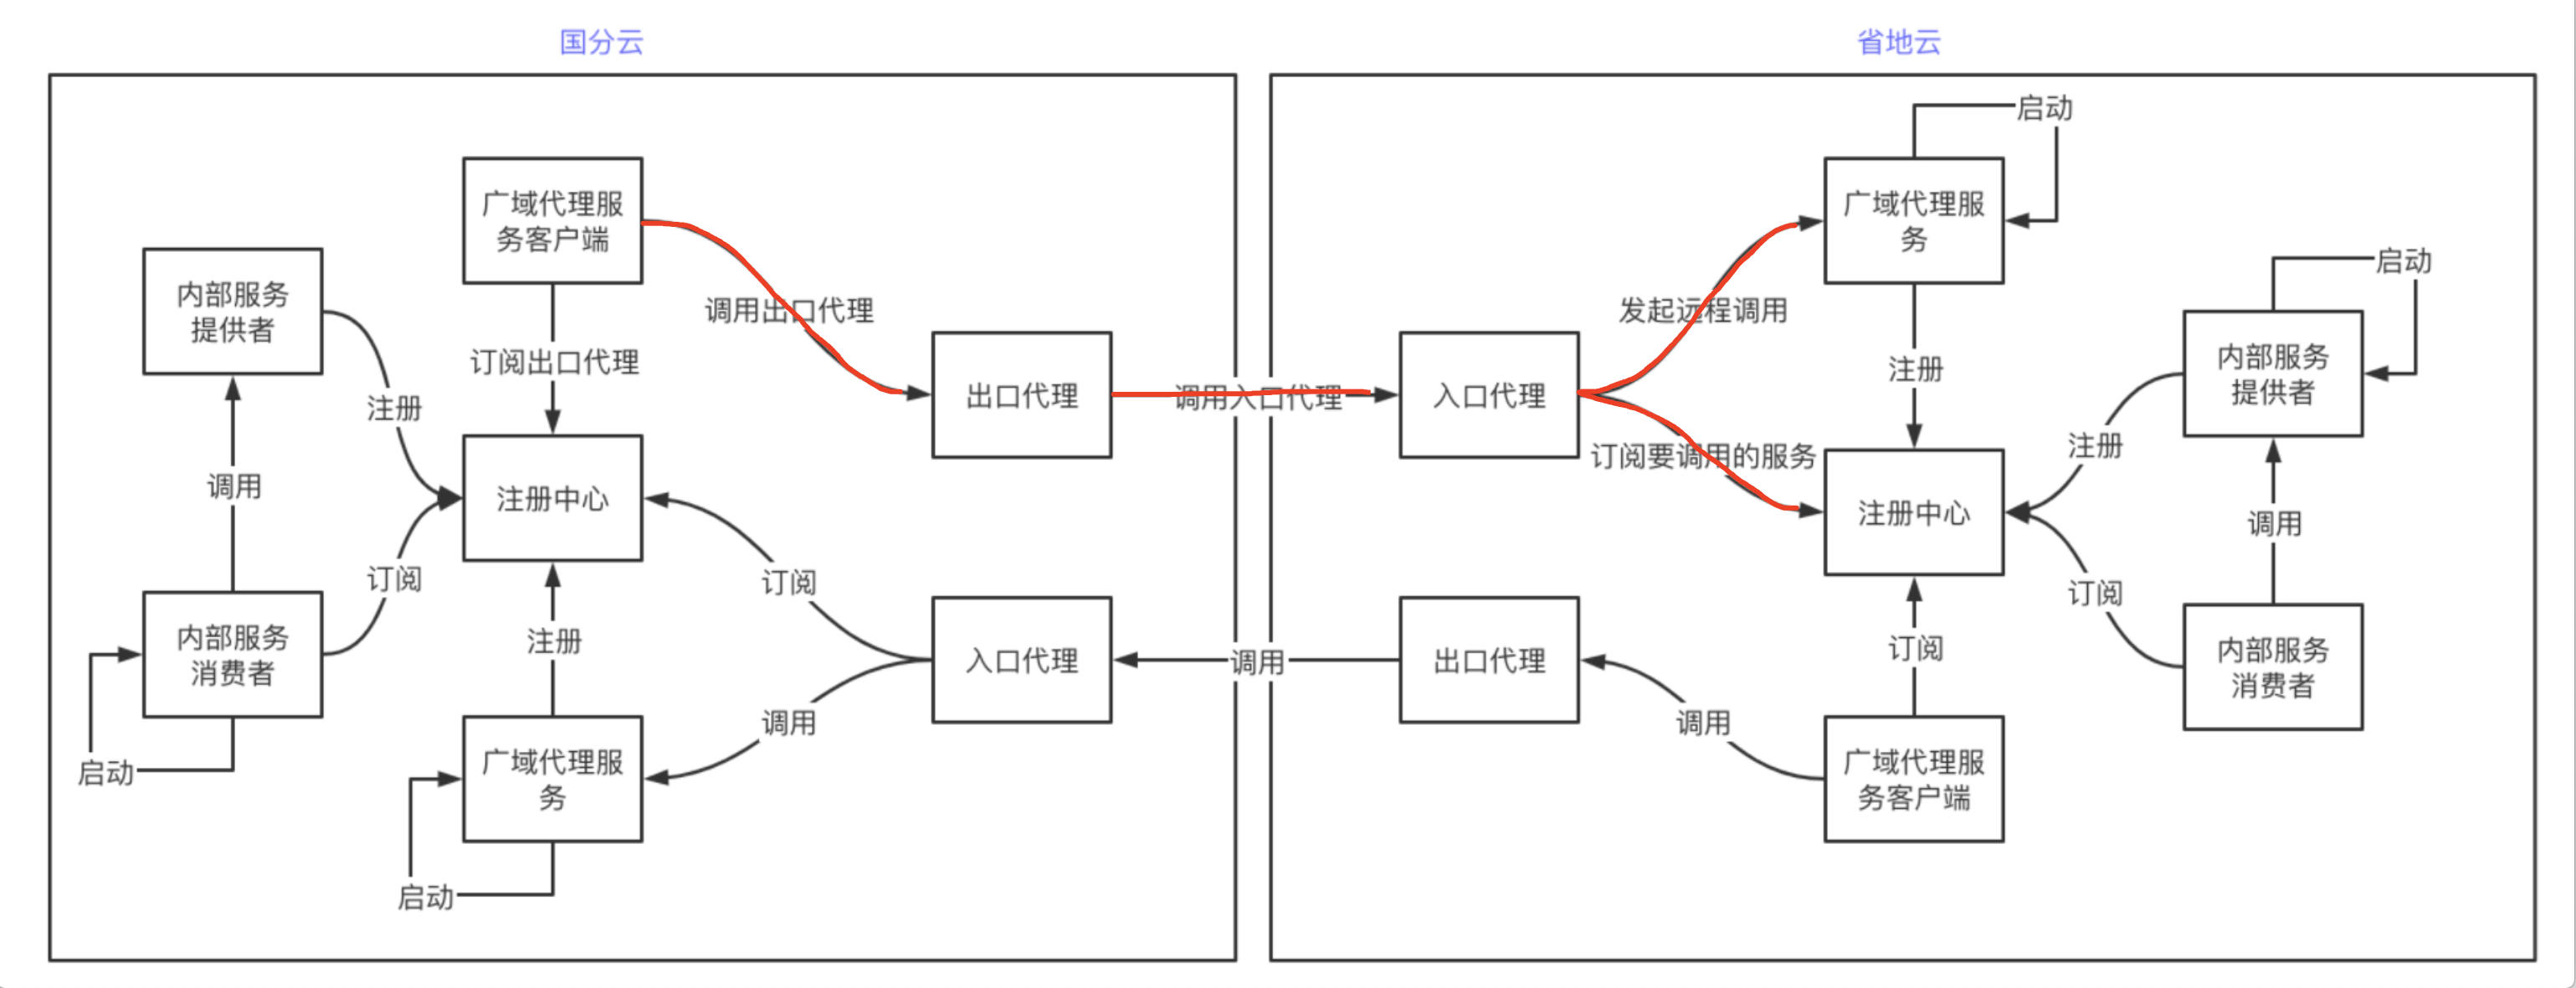 国分云
省地云
启动
广域代理服
务客户端
广域代理服
务
内部服务
提供者
调用出口代理
发起远程调用
启动
订阅出口代理
注册
内部服务
提供者
注册
出口代理
调用入口代理
入口代理
订阅要调用的服务
注册
调用
注册中心
注册中心
调用
订阅
订阅
订阅
内部服务
消费者
注册
入口代理
调用
出口代理
订阅
内部服务
消费者
调用
调用
启动
广域代理服
务
广域代理服
务客户端
启动